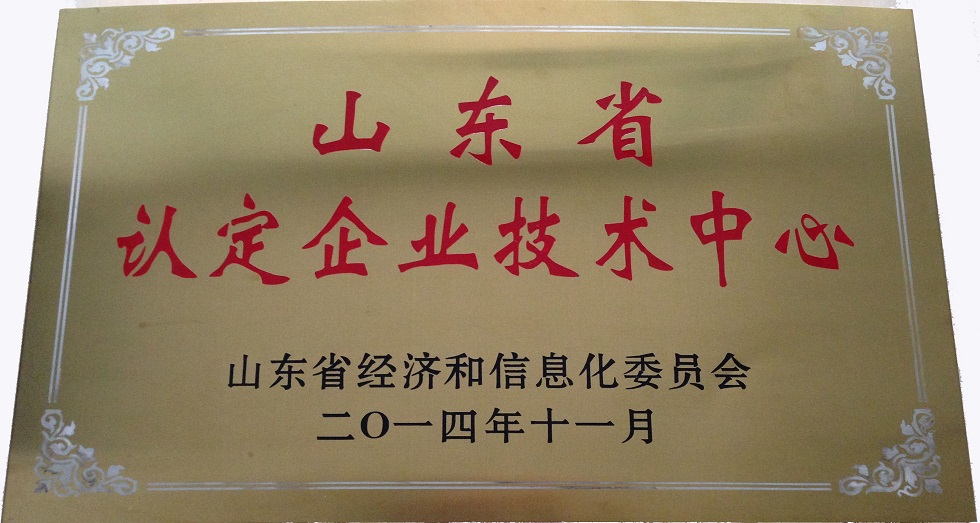 山东省
认定企业技术中心
山东省经济和信息化委员会
二O一四年十一月